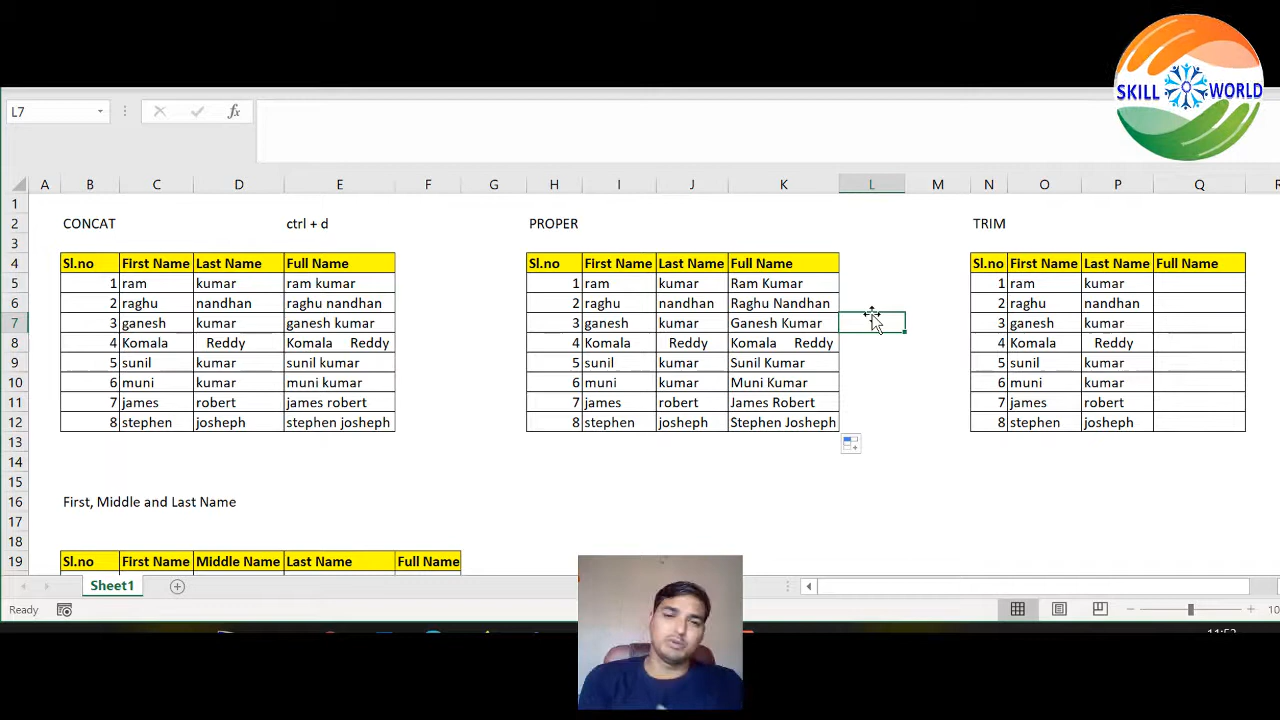 SKILL WORLD
L7
fx
A B C D E F G H I J K L M N O P Q R
1
2 CONCAT ctrl + d PROPER TRIM
3
4 Sl.no First Name Last Name Full Name Sl.no First Name Last Name Full Name Sl.no First Name Last Name Full Name
5 1 ram kumar ram kumar 1 ram kumar Ram Kumar 1 ram kumar
6 2 raghu nandhan raghu nandhan 2 raghu nandhan Raghu Nandhan 2 raghu nandhan
7 3 ganesh kumar ganesh kumar 3 ganesh kumar Ganesh Kumar 3 ganesh kumar
8 4 Komala Reddy Komala Reddy 4 Komala Reddy Komala Reddy 4 Komala Reddy
9 5 sunil kumar sunil kumar 5 sunil kumar Sunil Kumar 5 sunil kumar
10 6 muni kumar muni kumar 6 muni kumar Muni Kumar 6 muni kumar
11 7 james robert james robert 7 james robert James Robert 7 james robert
12 8 stephen josheph stephen josheph 8 stephen josheph Stephen Josheph 8 stephen josheph
13
14
15
16 First, Middle and Last Name
17
18
19 Sl.no First Name Middle Name Last Name Full Name
Sheet1
Ready 10